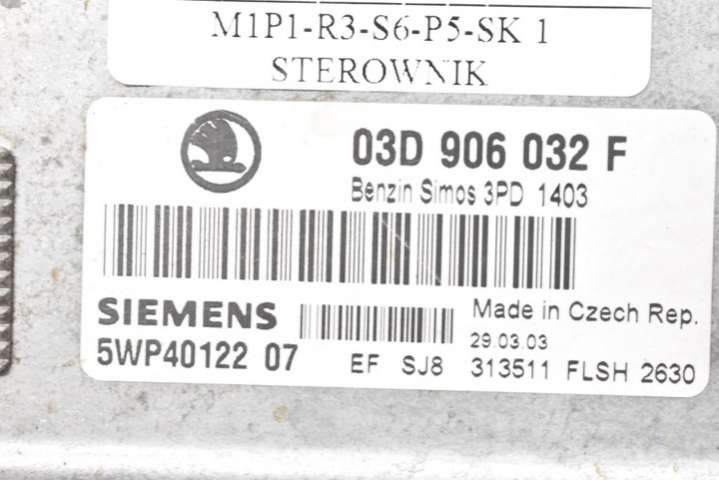 M1P1-R3-S6-P5-SK 1
STEROWNIK
03D 906 032 F
Benzin Simos 3PD 1403
SIEMENS
Made in Czech Rep.
5WP40122 07
29.03.03
EF SJ8 313511 FLSH 2630